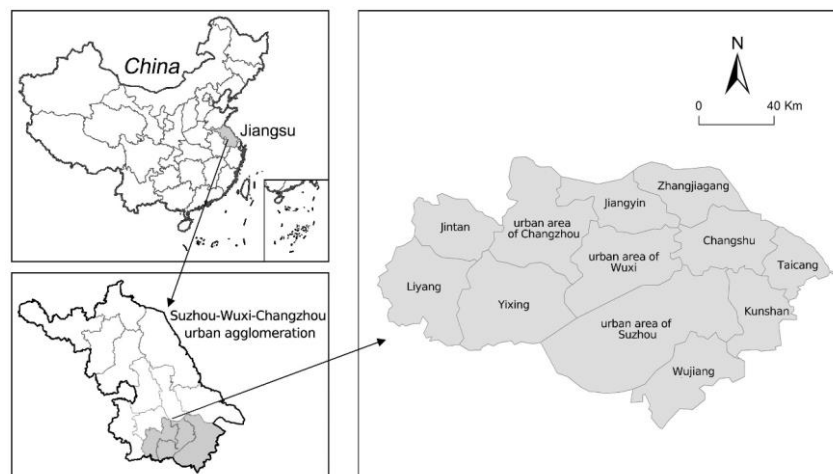 China
Jiangsu
Suzhou-Wuxi-Changzhou
urban agglomeration
N
0 40 Km
Zhangjiagang
Jiangyin
Jintan
urban area
of Changzhou
Changshu
urban area of
Wuxi
Taicang
Liyang
Yixing
Kunshan
urban area of
Suzhou
Wujiang